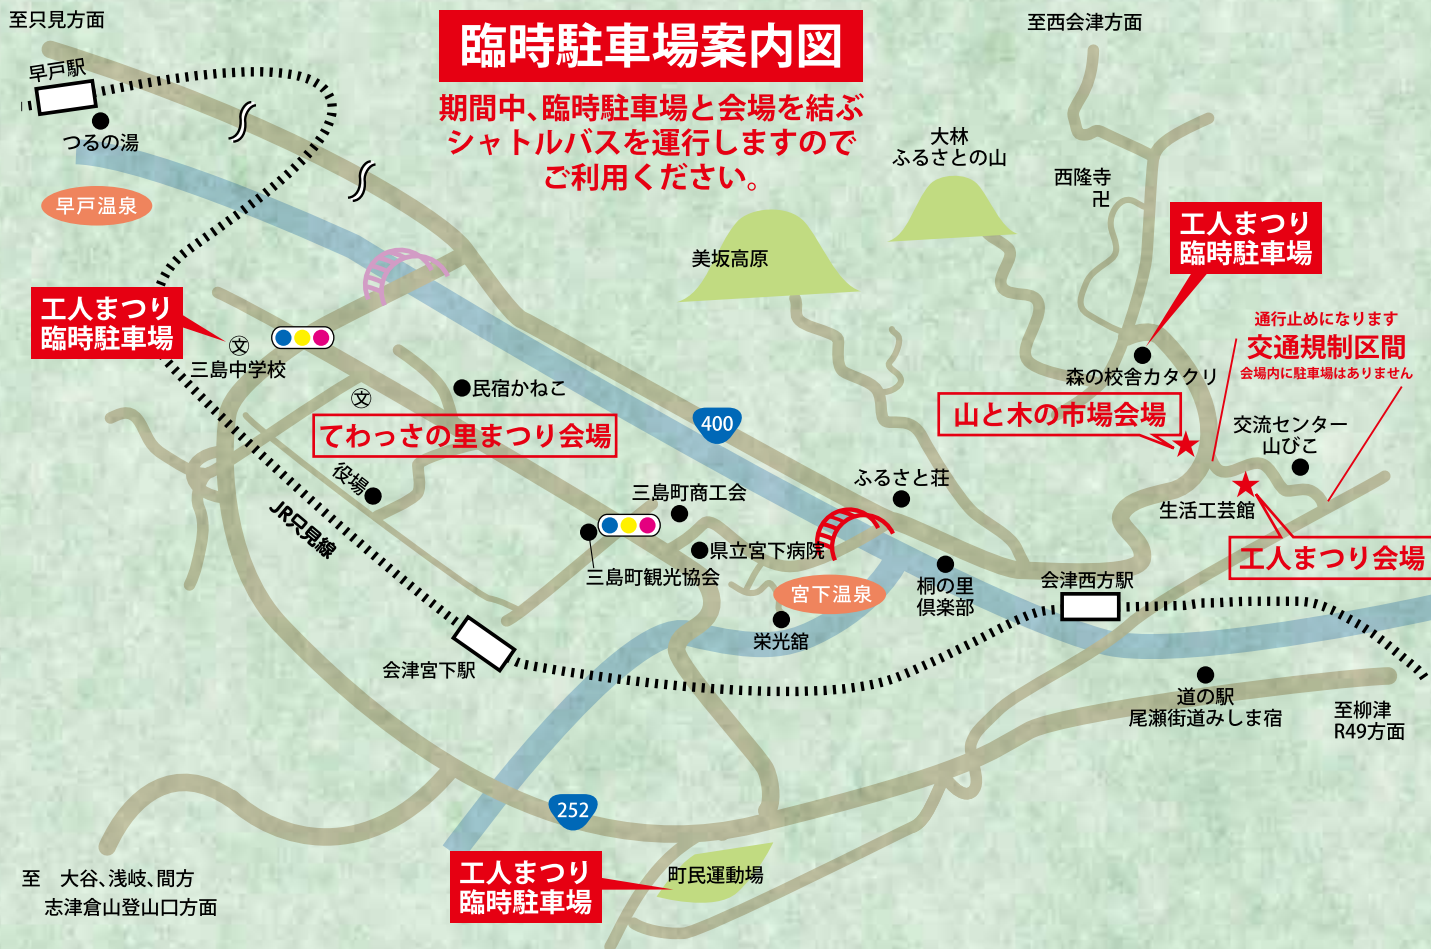 至只見方面
臨時駐車場案内図
至西会津方面
早戸駅
期間中、臨時駐車場と会場を結ぶ
シャトルバスを運行しますので
ご利用ください。
つるの湯
大林
ふるさとの山
西隆寺
卍
早戸温泉
工人まつり
臨時駐車場
美坂高原
工人まつり
臨時駐車場
通行止めになります
交通規制区間
会場内に駐車場はありません
文
三島中学校
森の校舎カタクリ
民宿かねこ
文
山と木の市場会場
400
てわっさの里まつり会場
交流センター
山びこ
役場
ふるさと荘
三島町商工会
生活工芸館
JR只見線
県立宮下病院
工人まつり会場
三島町観光協会
宮下温泉
桐の里
倶楽部
会津西方駅
栄光舘
会津宮下駅
道の駅
尾瀬街道みしま宿
至柳津
R49方面
252
工人まつり
臨時駐車場
町民運動場
至　大谷、浅岐、間方
志津倉山登山口方面